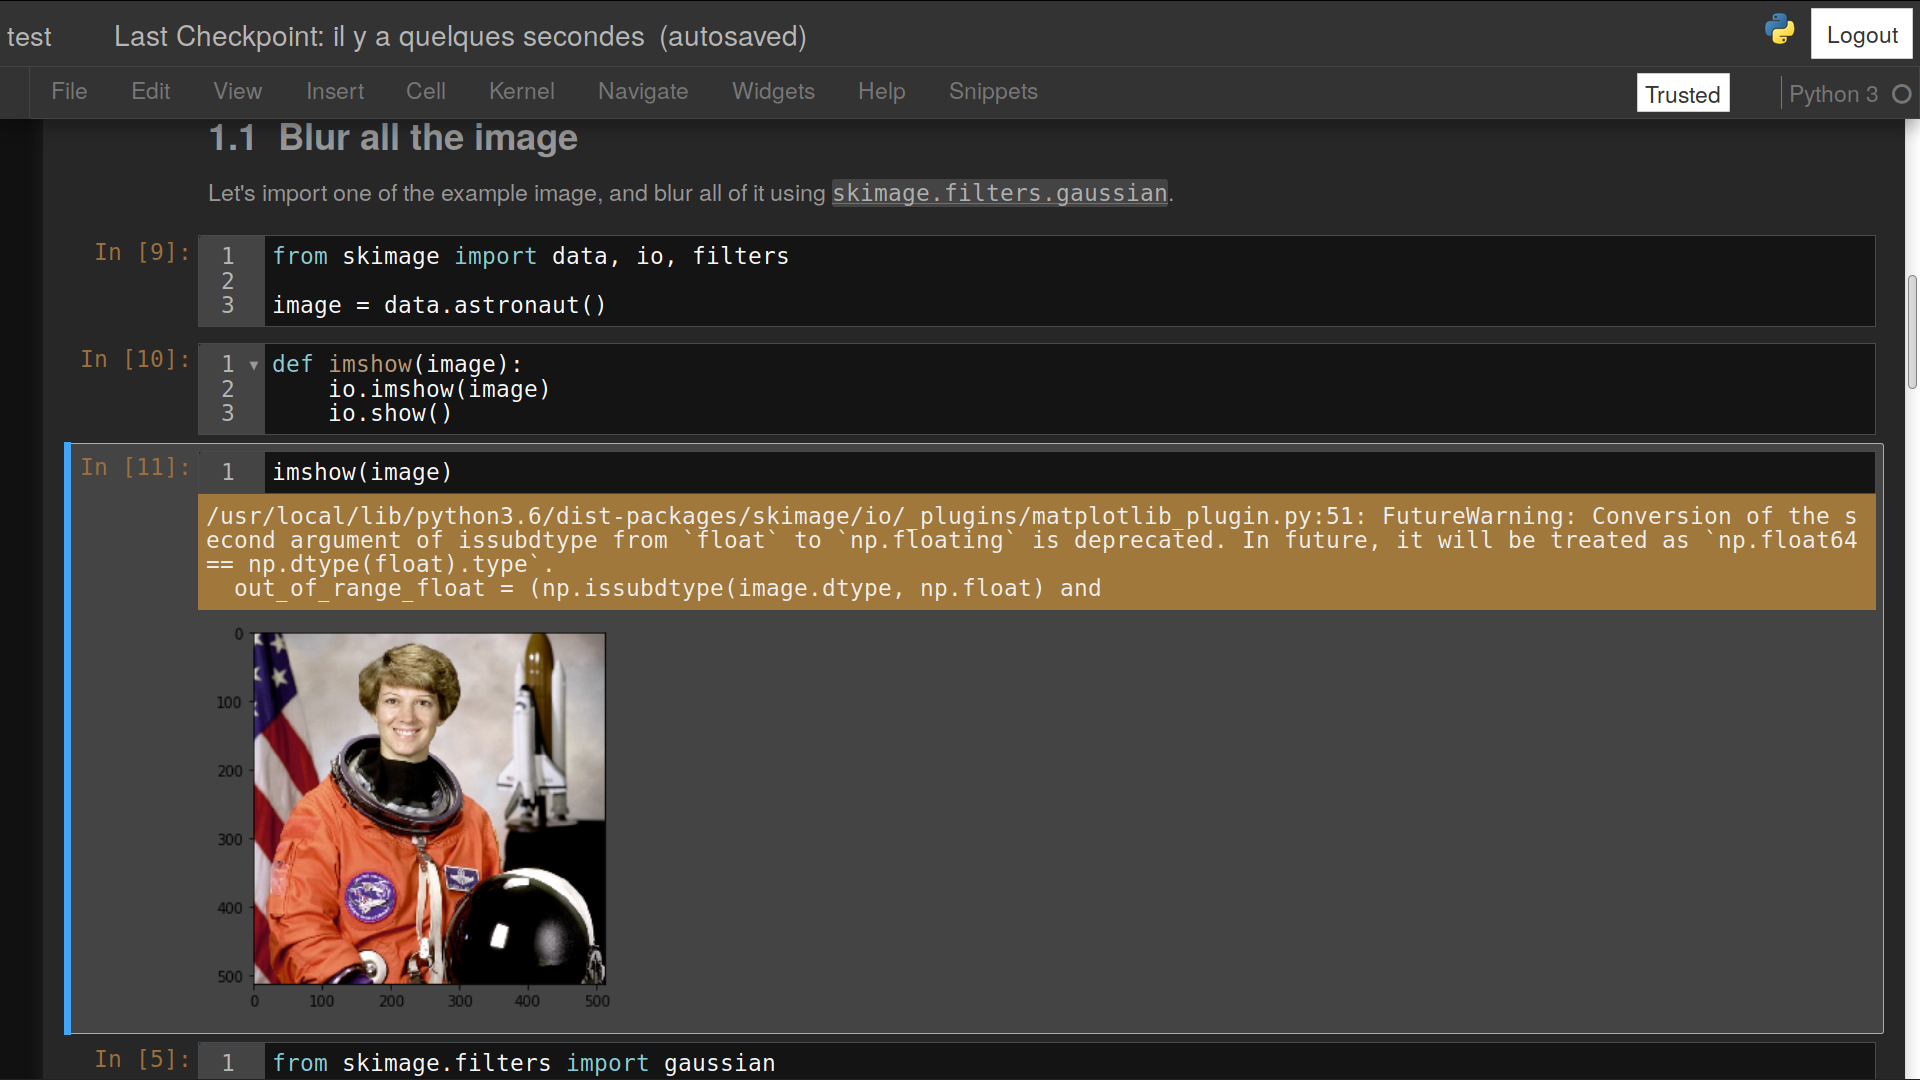 test Last Checkpoint: il y a quelques secondes (autosaved) Logout
File Edit View Insert Cell Kernel Navigate Widgets Help Snippets Trusted Python 3
1.1 Blur all the image
Let's import one of the example image, and blur all of it using skimage.filters.gaussian.
In [9]: 1 from skimage import data, io, filters
2
3 image = data.astronaut()
In [10]: 1 def imshow(image):
2 io.imshow(image)
3 io.show()
In [11]: 1 imshow(image)
/usr/local/lib/python3.6/dist-packages/skimage/io/_plugins/matplotlib_plugin.py:51: FutureWarning: Conversion of the s
econd argument of issubdtype from `float` to `np.floating` is deprecated. In future, it will be treated as `np.float64
== np.dtype(float).type`.
out_of_range_float = (np.issubdtype(image.dtype, np.float) and
0
100
200
300
400
500
0 100 200 300 400 500
In [5]: 1 from skimage.filters import gaussian